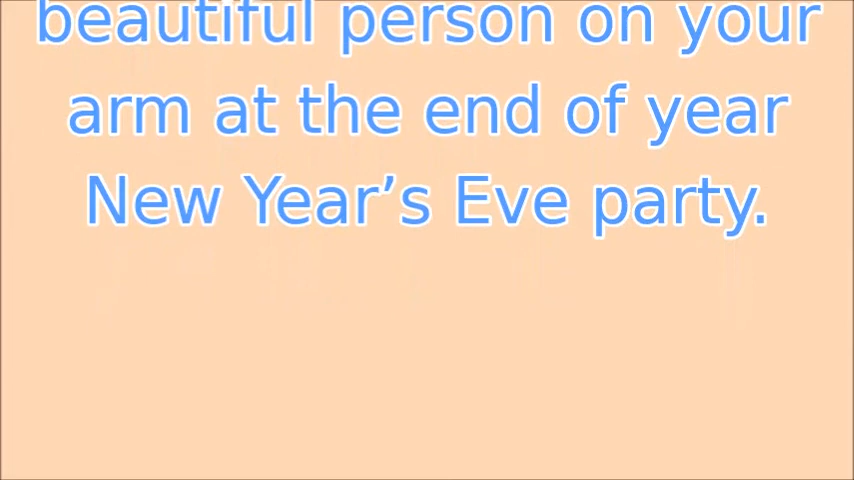 beautiful person on your
arm at the end of year
New Year’s Eve party.